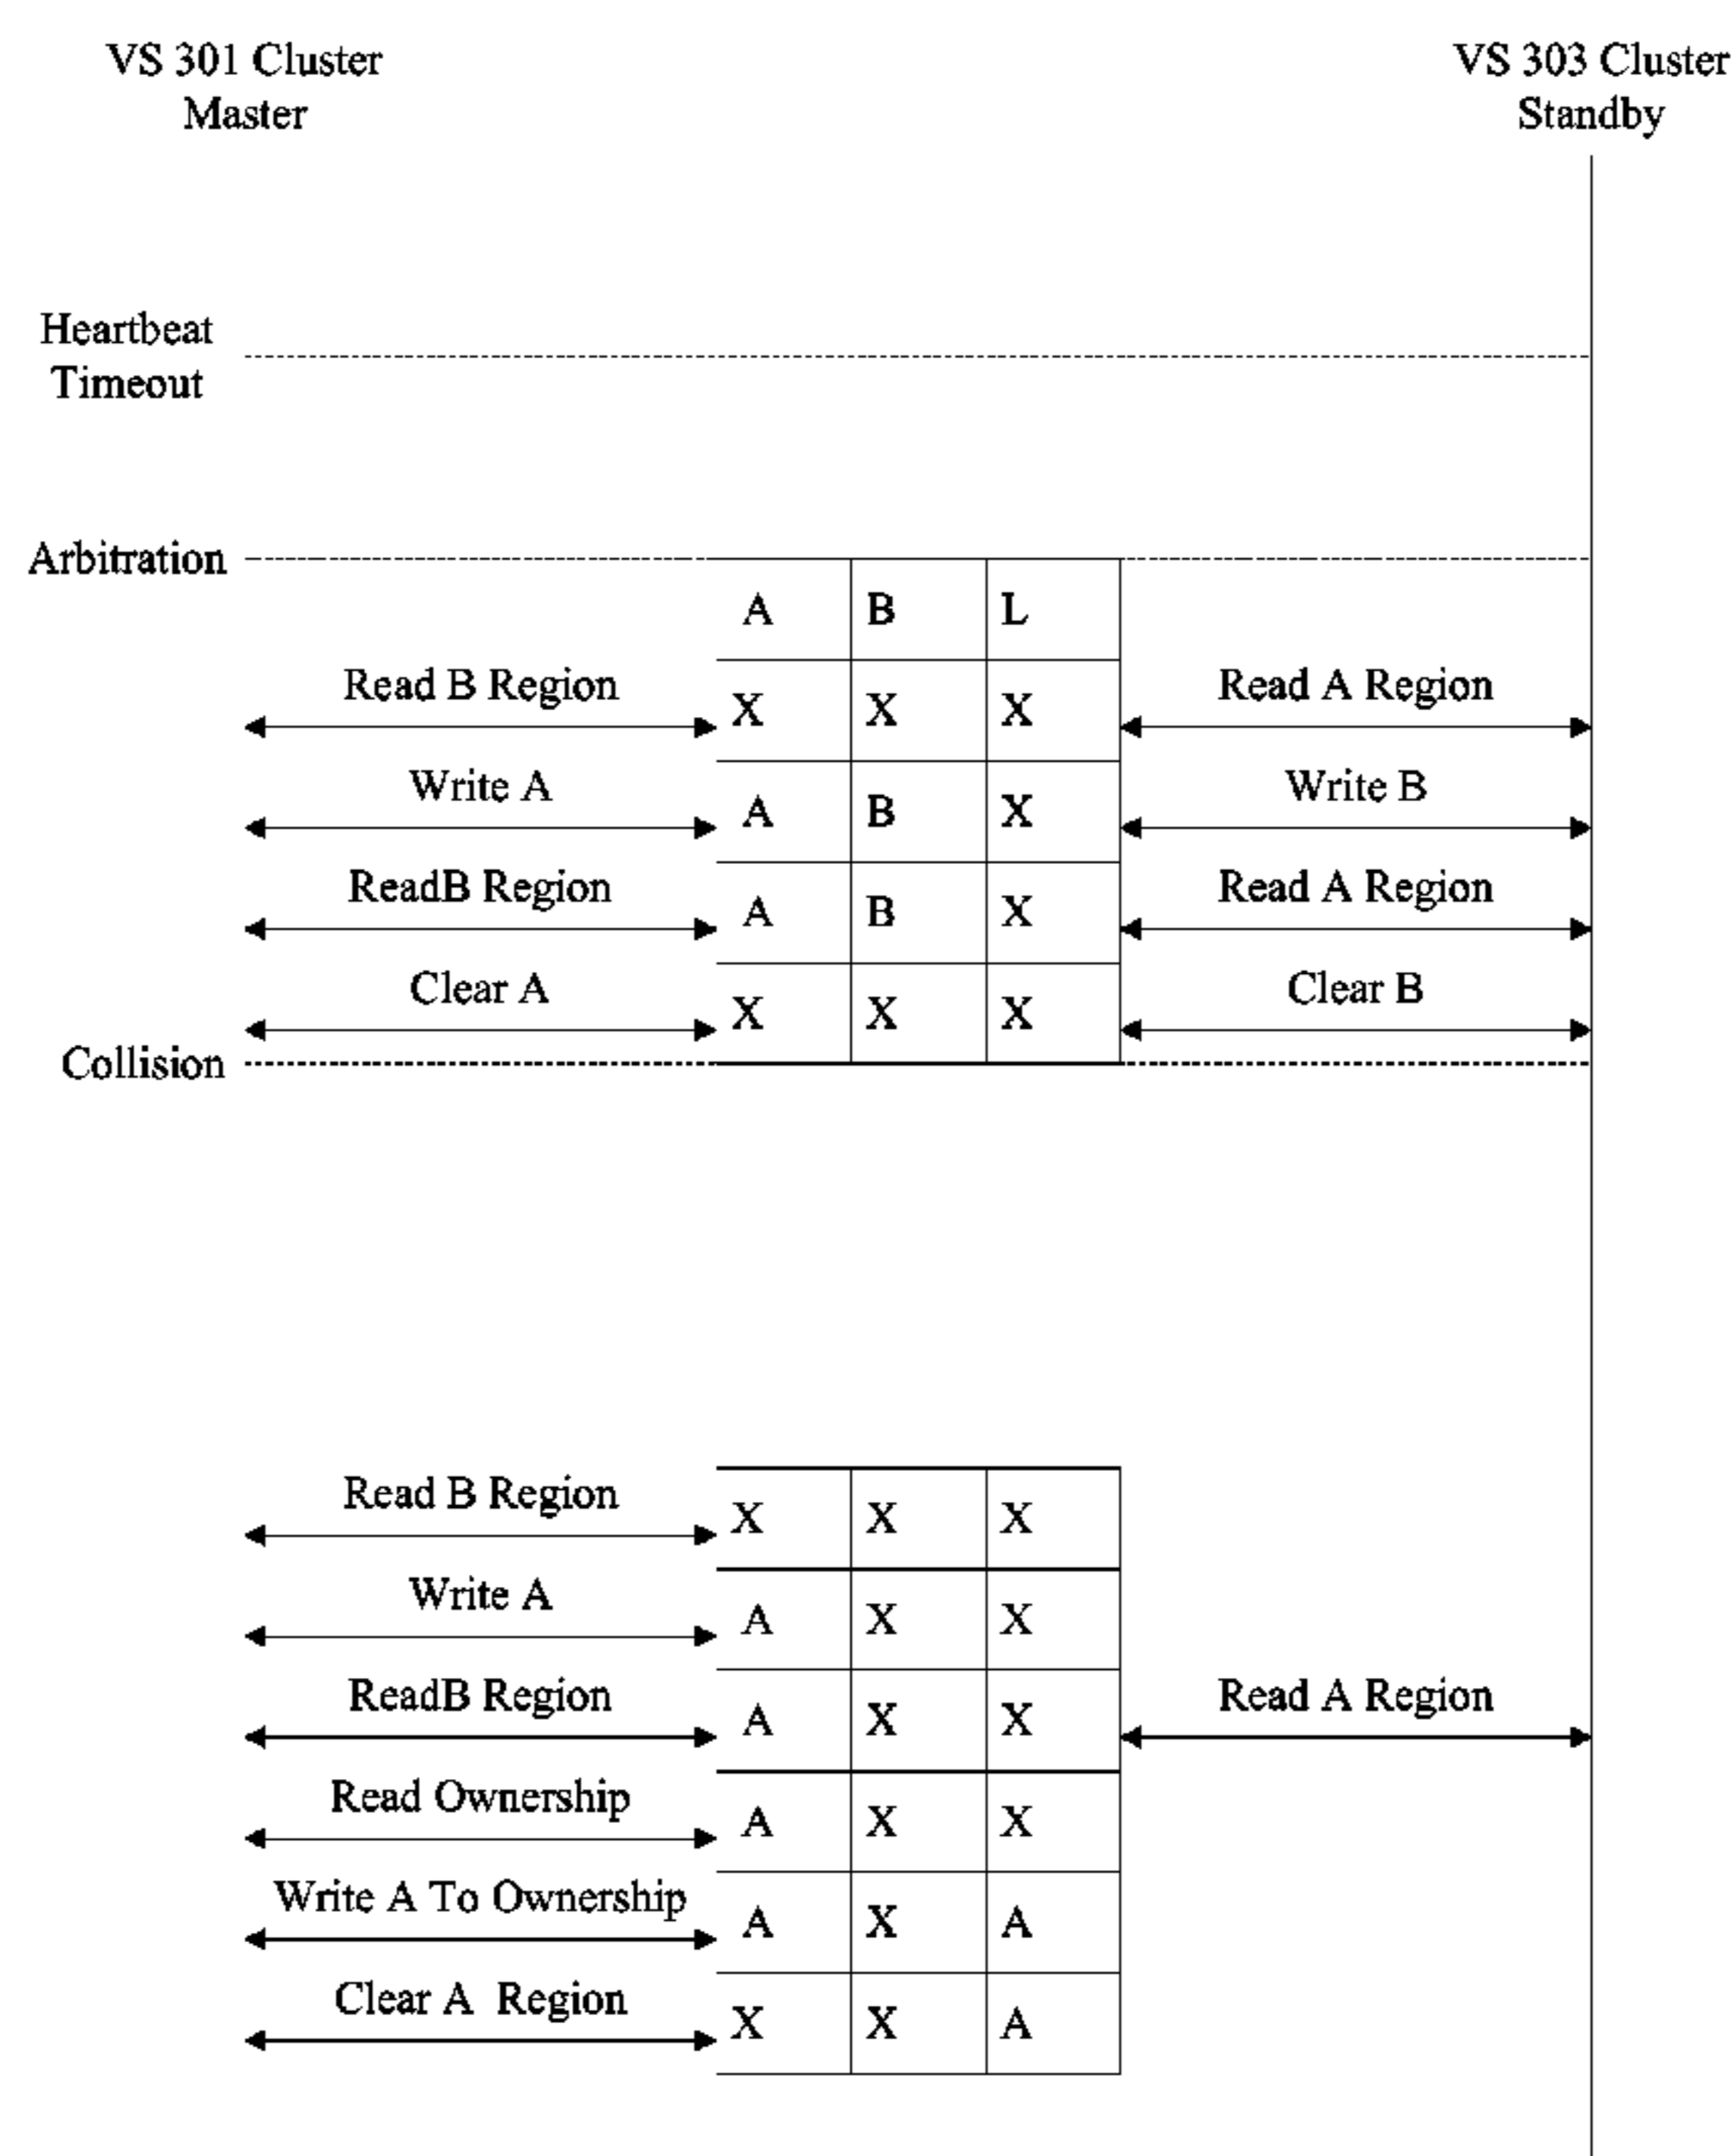 VS 301 Cluster
Master
VS 303 Cluster
Standby
Heartbeat
Timeout
Arbitration
A B L
Read B Region
X X X
Read A Region
Write A
A B X
Write B
ReadB Region
A B X
Read A Region
Clear A
X X X
Clear B
Collision
Read B Region
X X X
Write A
A X X
ReadB Region
A X X
Read A Region
Read Ownership
A X X
Write A To Ownership
A X A
Clear A Region
X X A